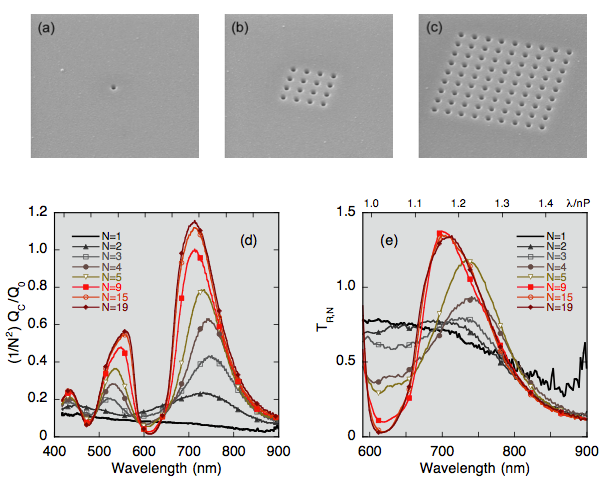 (a)
(b)
(c)
1.2
1.0
0.8
0.6
0.4
0.2
0
400 500 600 700 800 900
Wavelength (nm)
(1/N²) Q_C/Q_0
(d)
N=1
N=2
N=3
N=4
N=5
N=9
N=15
N=19
1.0 1.1 1.2 1.3 1.4 λ/nP
1.5
1.0
0.5
0
600 700 800 900
Wavelength (nm)
T_R,N
(e)
N=1
N=2
N=3
N=4
N=5
N=9
N=15
N=19